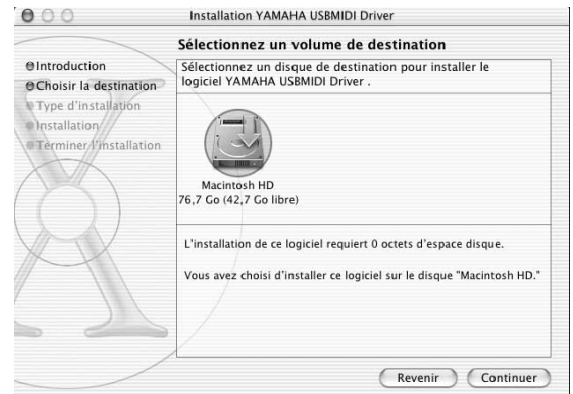 Installation YAMAHA USBMIDI Driver
Sélectionnez un volume de destination
Introduction
Choisir la destination
Type d'installation
Installation
Terminer l'installation
Sélectionnez un disque de destination pour installer le
logiciel YAMAHA USBMIDI Driver .
Macintosh HD
76,7 Go (42,7 Go libre)
L'installation de ce logiciel requiert 0 octets d'espace disque.
Vous avez choisi d'installer ce logiciel sur le disque "Macintosh HD."
Revenir
Continuer